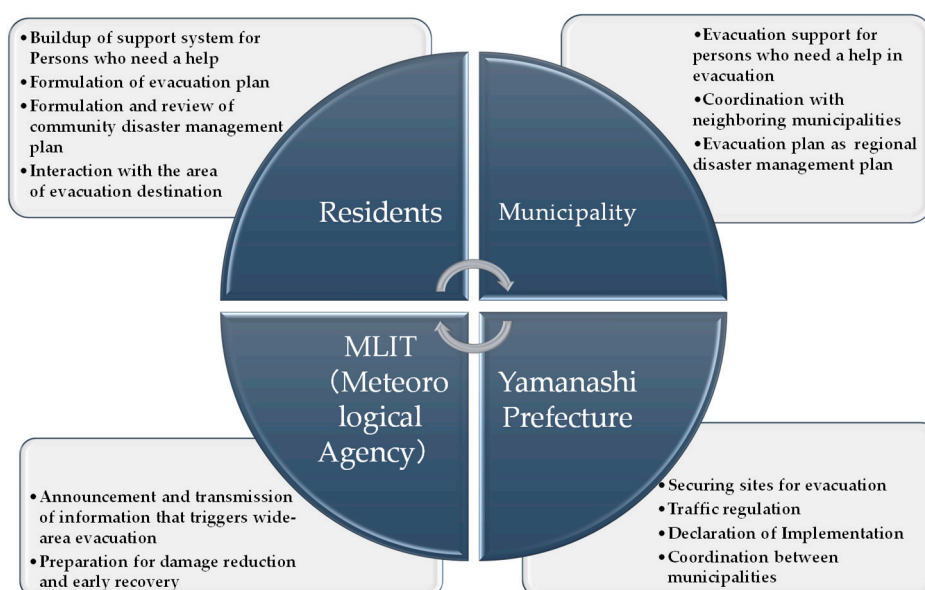 •Buildup of support system for
Persons who need a help
•Formulation of evacuation plan
•Formulation and review of
community disaster management
plan
•Interaction with the area
of evacuation destination
Residents
•Evacuation support for
persons who need a help in
evacuation
•Coordination with
neighboring municipalities
•Evacuation plan as regional
disaster management plan
Municipality
MLIT
(Meteoro
logical
Agency)
•Announcement and transmission
of information that triggers wide-
area evacuation
•Preparation for damage reduction
and early recovery
Yamanashi
Prefecture
•Securing sites for evacuation
•Traffic regulation
•Declaration of Implementation
•Coordination between
municipalities